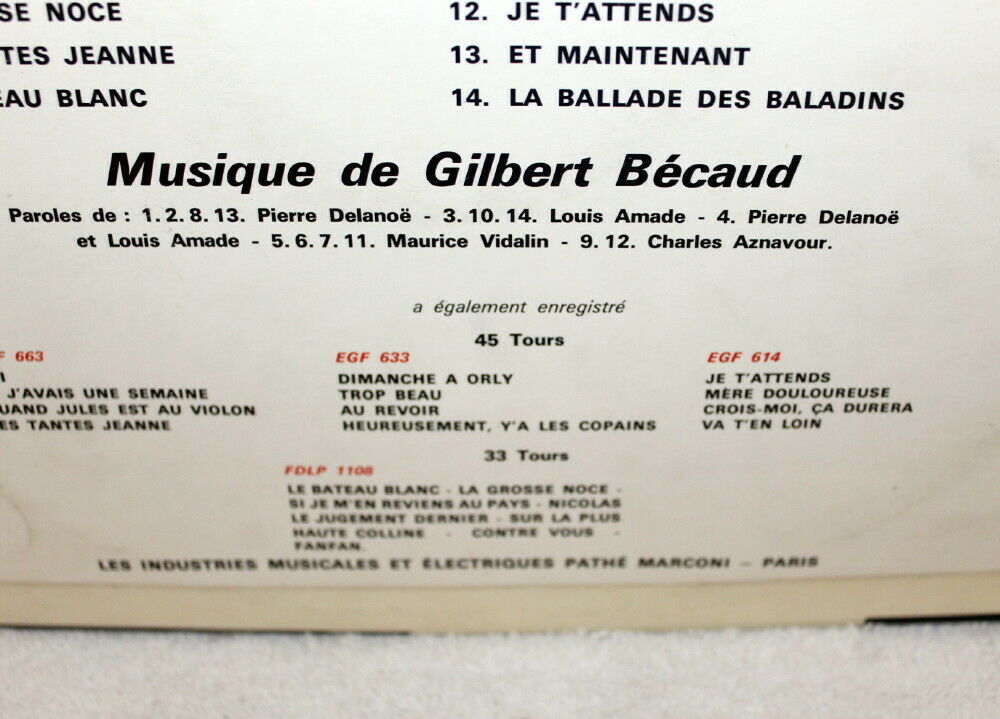 SE NOCE
12. JE T'ATTENDS
TES JEANNE
13. ET MAINTENANT
EAU BLANC
14. LA BALLADE DES BALADINS
Musique de Gilbert Bécaud
Paroles de : 1. 2. 8. 13. Pierre Delanoë - 3. 10. 14. Louis Amade - 4. Pierre Delanoë
et Louis Amade - 5. 6. 7. 11. Maurice Vidalin - 9. 12. Charles Aznavour.
a également enregistré
45 Tours
F 663
I
J'AVAIS UNE SEMAINE
UAND JULES EST AU VIOLON
ES TANTES JEANNE
EGF 633
DIMANCHE A ORLY
TROP BEAU
AU REVOIR
HEUREUSEMENT, Y'A LES COPAINS
EGF 614
JE T'ATTENDS
MÈRE DOULOUREUSE
CROIS-MOI, ÇA DURERA
VA T'EN LOIN
33 Tours
FDLP 1108
LE BATEAU BLANC - LA GROSSE NOCE -
SI JE M'EN REVIENS AU PAYS - NICOLAS
LE JUGEMENT DERNIER - SUR LA PLUS
HAUTE COLLINE - CONTRE VOUS -
FANFAN.
LES INDUSTRIES MUSICALES ET ÉLECTRIQUES PATHÉ MARCONI – PARIS